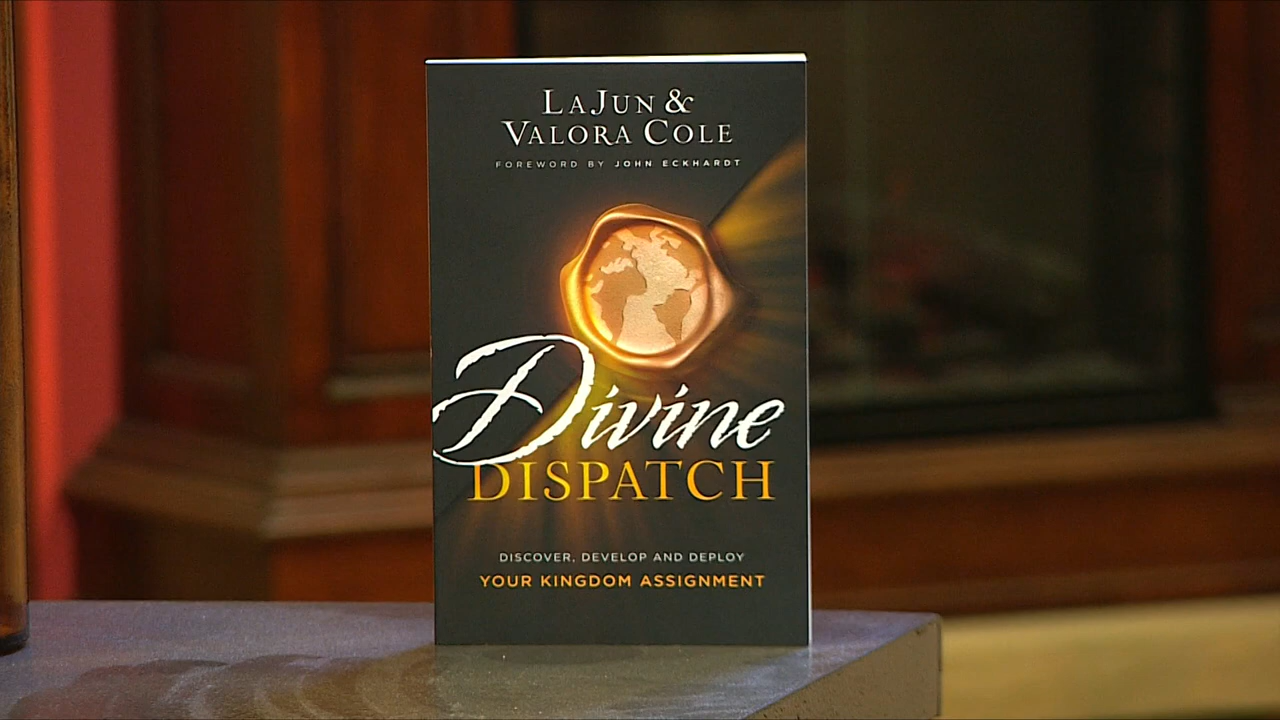 LAJUN &
VALORA COLE
FOREWORD BY JOHN ECKHARDT
Divine
DISPATCH
DISCOVER, DEVELOP AND DEPLOY
YOUR KINGDOM ASSIGNMENT